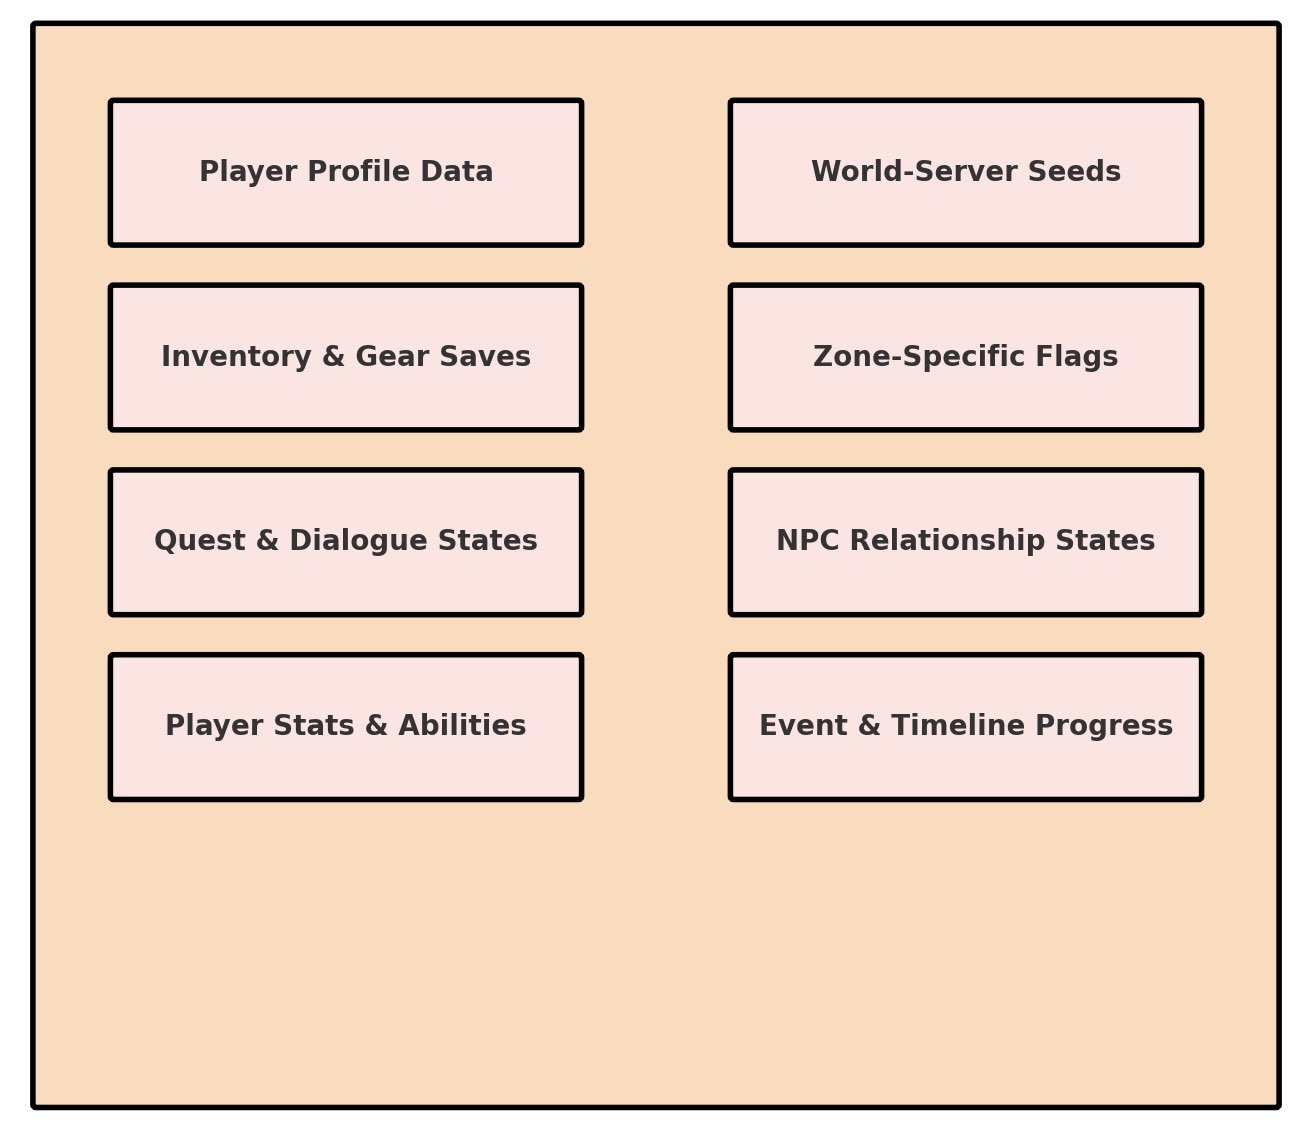 Player Profile Data
World-Server Seeds
Inventory & Gear Saves
Zone-Specific Flags
Quest & Dialogue States
NPC Relationship States
Player Stats & Abilities
Event & Timeline Progress